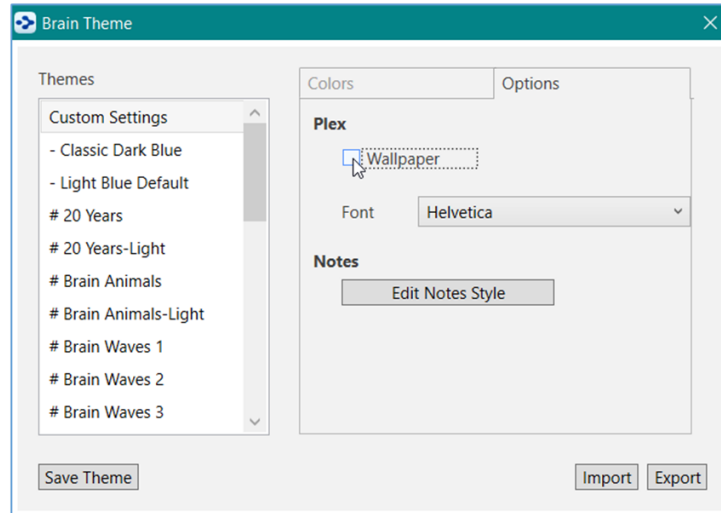 Brain Theme
Themes
Custom Settings
- Classic Dark Blue
- Light Blue Default
# 20 Years
# 20 Years-Light
# Brain Animals
# Brain Animals-Light
# Brain Waves 1
# Brain Waves 2
# Brain Waves 3
Save Theme
Colors
Options
Plex
Wallpaper
Font
Helvetica
Notes
Edit Notes Style
Import
Export